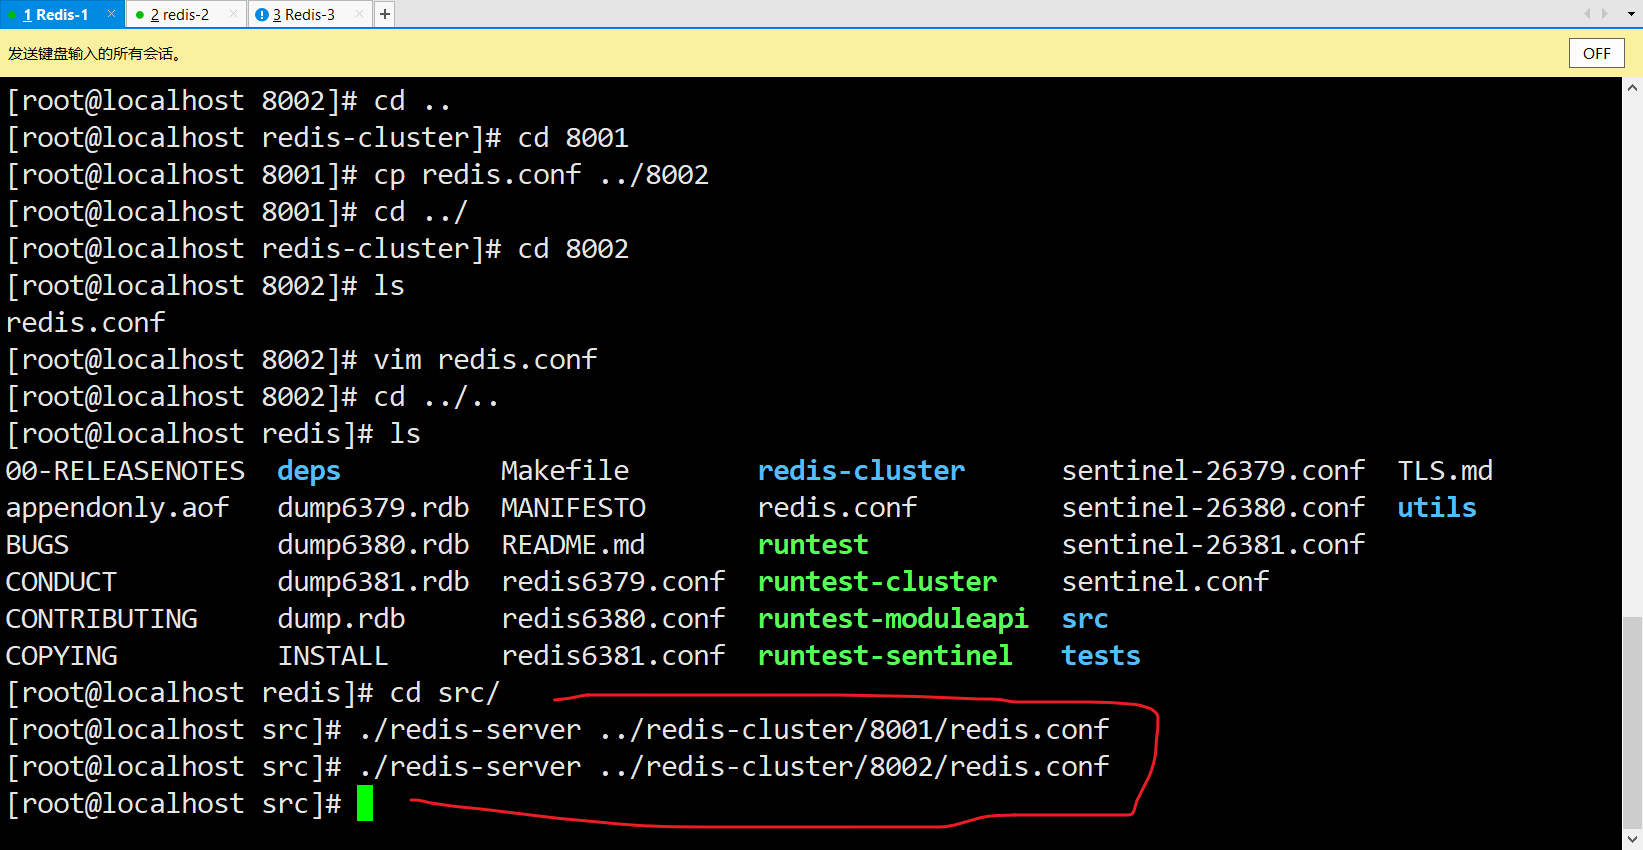 1 Redis-1 × 2 redis-2 × 3 Redis-3 × +
发送键盘输入的所有会话。 OFF
[root@localhost 8002]# cd ..
[root@localhost redis-cluster]# cd 8001
[root@localhost 8001]# cp redis.conf ../8002
[root@localhost 8001]# cd ../
[root@localhost redis-cluster]# cd 8002
[root@localhost 8002]# ls
redis.conf
[root@localhost 8002]# vim redis.conf
[root@localhost 8002]# cd ../..
[root@localhost redis]# ls
00-RELEASENOTES deps Makefile redis-cluster sentinel-26379.conf TLS.md
appendonly.aof dump6379.rdb MANIFESTO redis.conf sentinel-26380.conf utils
BUGS dump6380.rdb README.md runtest sentinel-26381.conf
CONDUCT dump6381.rdb redis6379.conf runtest-cluster sentinel.conf
CONTRIBUTING dump.rdb redis6380.conf runtest-moduleapi src
COPYING INSTALL redis6381.conf runtest-sentinel tests
[root@localhost redis]# cd src/
[root@localhost src]# ./redis-server ../redis-cluster/8001/redis.conf
[root@localhost src]# ./redis-server ../redis-cluster/8002/redis.conf
[root@localhost src]#